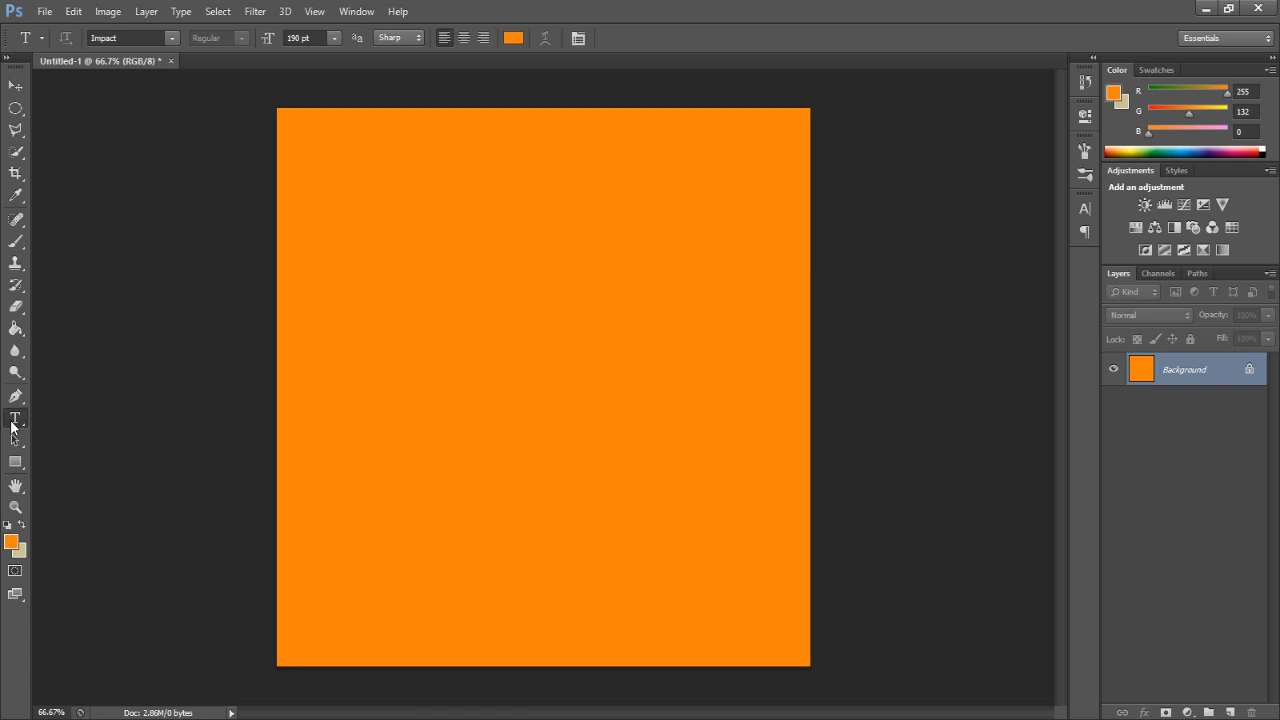 Ps File Edit Image Layer Type Select Filter 3D View Window Help
T Impact Regular 190 pt aa Sharp Essentials
Untitled-1 @ 66.7% (RGB/8) * ×
Color Swatches
R 255
G 132
B 0
Adjustments Styles
Add an adjustment
Layers Channels Paths
Kind
Normal Opacity: 100%
Lock: Fill: 100%
Background
66.67% Doc: 2.86M/0 bytes